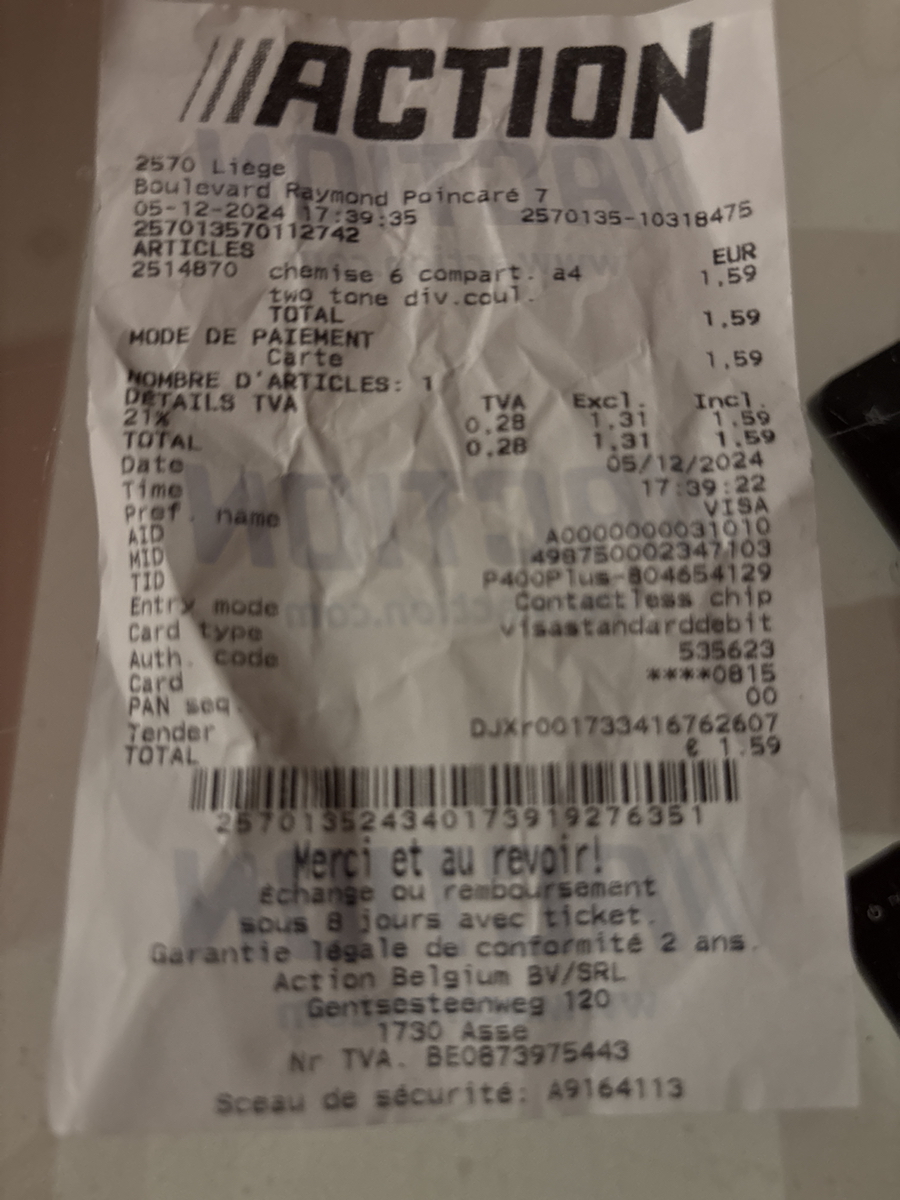 ACTION
2570 Liège
Boulevard Raymond Poincaré 7
05-12-2024 17:39:35 2570135-10318475
257013570112742
ARTICLES EUR
2514870 chemise 6 compart. a4 1,59
two tone div.coul.
TOTAL 1,59
MODE DE PAIEMENT
Carte 1,59
NOMBRE D'ARTICLES: 1
DÉTAILS TVA TVA Excl. Incl.
21% 0,28 1,31 1,59
TOTAL 0,28 1,31 1,59
Date 05/12/2024
Time 17:39:22
Pref. name VISA
AID A0000000031010
MID 498750002347103
TID P400Plus-804654129
Entry mode Contactless chip
Card type visastandarddebit
Auth. code 535623
Card ****0815
PAN seq. 00
Tender DJXr001733416762607
TOTAL € 1.59
257013524340173919276351
Merci et au revoir!
Échange ou remboursement
sous 8 jours avec ticket.
Garantie légale de conformité 2 ans.
Action Belgium BV/SRL
Gentsesteenweg 120
1730 Asse
Nr TVA. BE0873975443
Sceau de sécurité: A9164113